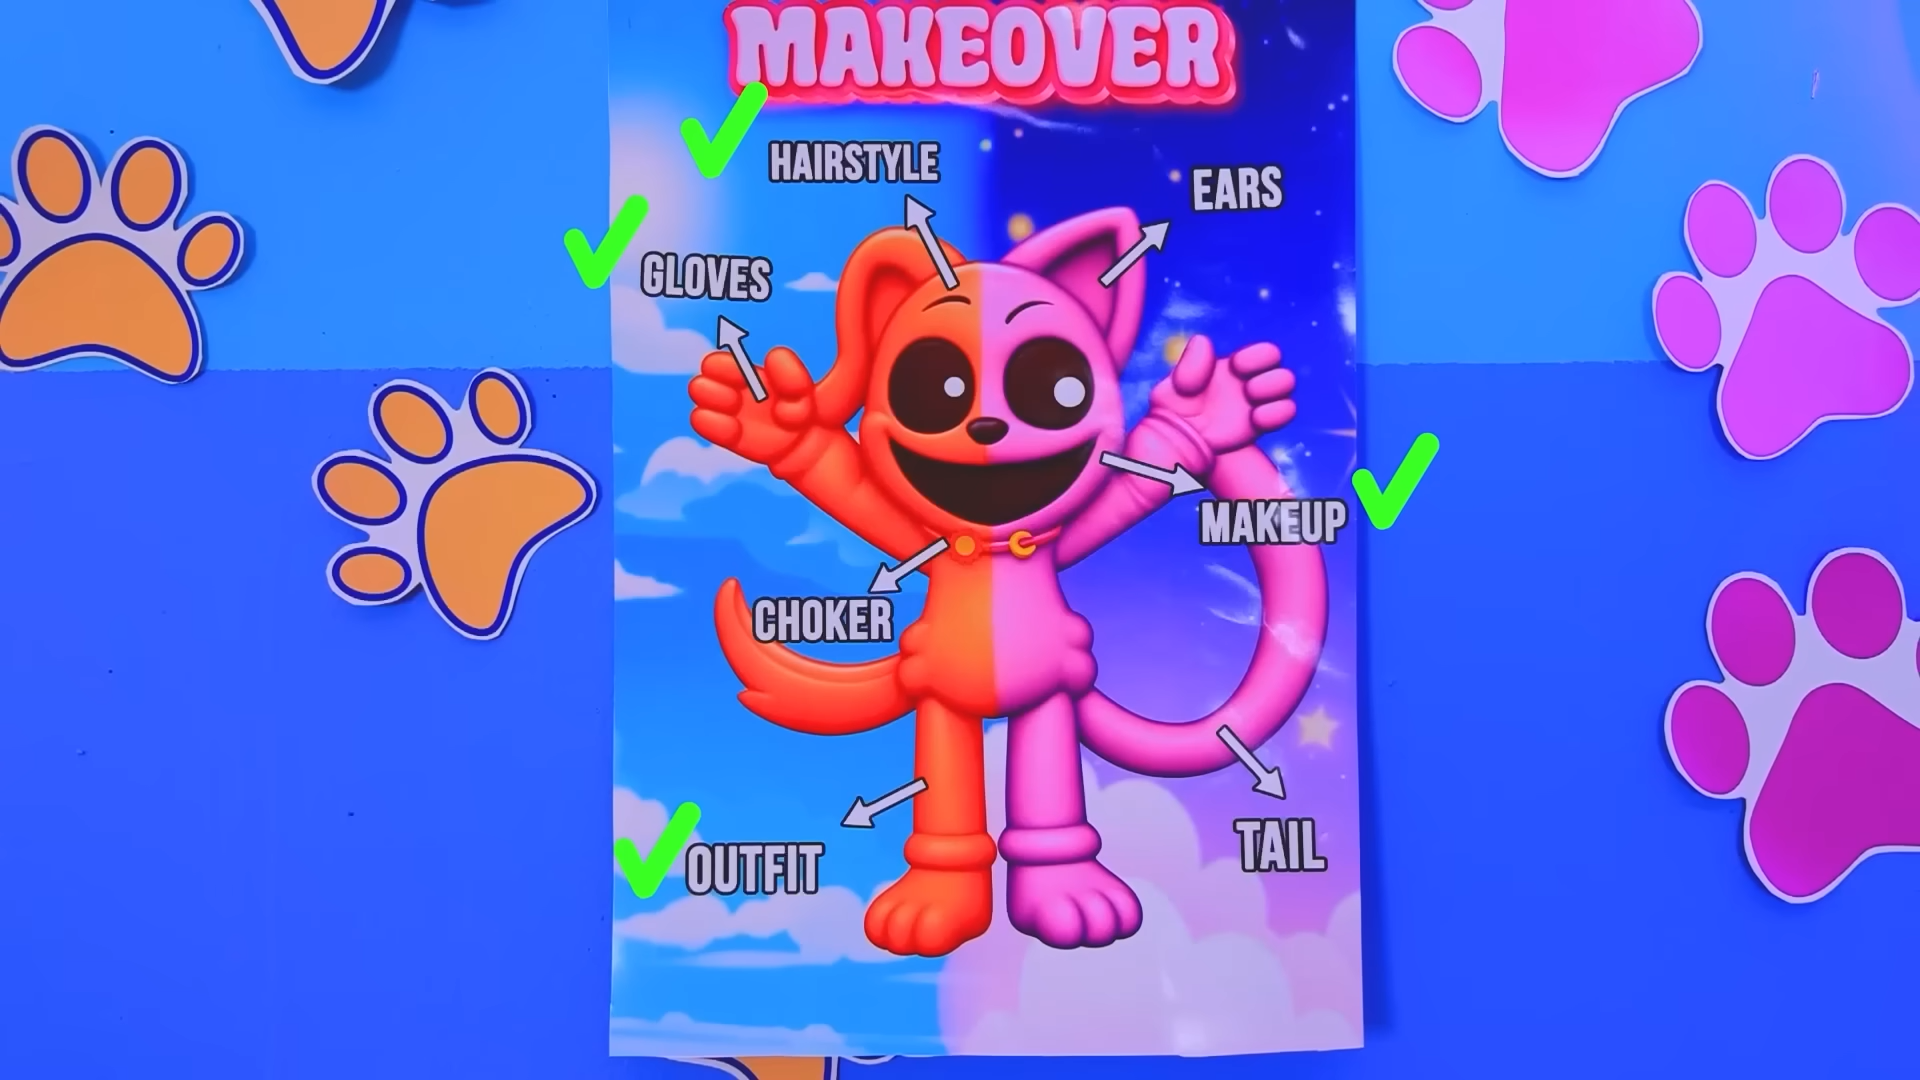 MAKEOVER
HAIRSTYLE
EARS
GLOVES
MAKEUP
CHOKER
TAIL
OUTFIT